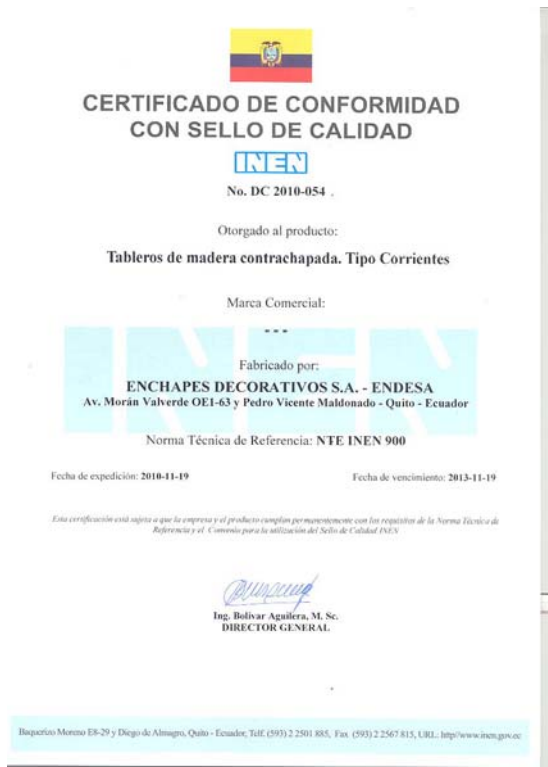 CERTIFICADO DE CONFORMIDAD
CON SELLO DE CALIDAD
INEN
No. DC 2010-054 .
Otorgado al producto:
Tableros de madera contrachapada. Tipo Corrientes
Marca Comercial:
---
INEN
Fabricado por:
ENCHAPES DECORATIVOS S.A. - ENDESA
Av. Morán Valverde OE1-63 y Pedro Vicente Maldonado - Quito - Ecuador
Norma Técnica de Referencia: NTE INEN 900
Fecha de expedición: 2010-11-19 Fecha de vencimiento: 2013-11-19
Esta certificación está sujeta a que la empresa y el producto cumplan permanentemente con los requisitos de la Norma Técnica de
Referencia y el Convenio para la utilización del Sello de Calidad INEN
Ing. Bolívar Aguilera, M. Sc.
DIRECTOR GENERAL
Baquerizo Moreno E8-29 y Diego de Almagro, Quito - Ecuador, Telf. (593) 2 2501 885, Fax (593) 2 2567 815, URL: http//www.inen.gov.ec